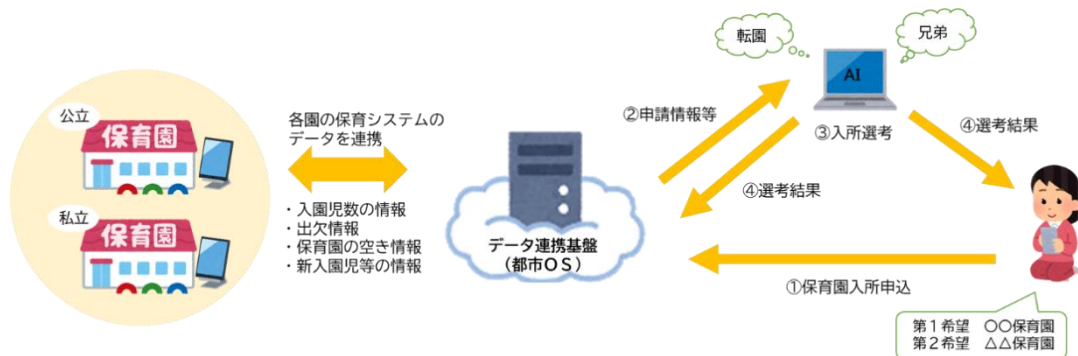 公立
保育園
私立
保育園
各園の保育システムの
データを連携
・入園児数の情報
・出欠情報
・保育園の空き情報
・新入園児等の情報
データ連携基盤
（都市ＯＳ）
転園
兄弟
AI
②申請情報等
③入所選考
④選考結果
④選考結果
①保育園入所申込
第１希望　〇〇保育園
第２希望　△△保育園